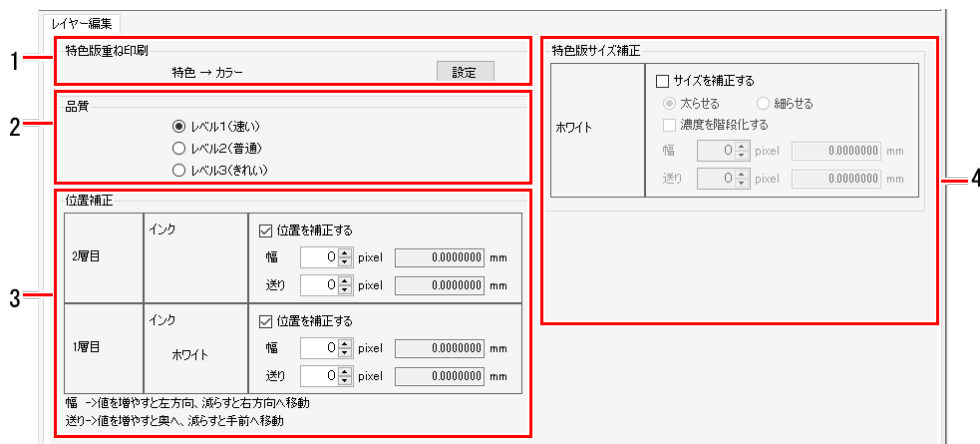 レイヤー編集
1
特色版重ね印刷
特色 → カラー
設定
2
品質
レベル1(速い)
レベル2(普通)
レベル3(きれい)
3
位置補正
2層目
インク
位置を補正する
幅 0 pixel 0.0000000 mm
送り 0 pixel 0.0000000 mm
1層目
インク
ホワイト
位置を補正する
幅 0 pixel 0.0000000 mm
送り 0 pixel 0.0000000 mm
幅 ->値を増やすと左方向、減らすと右方向へ移動
送り->値を増やすと奥へ、減らすと手前へ移動
4
特色版サイズ補正
ホワイト
サイズを補正する
太らせる 細らせる
濃度を階段化する
幅 0 pixel 0.0000000 mm
送り 0 pixel 0.0000000 mm